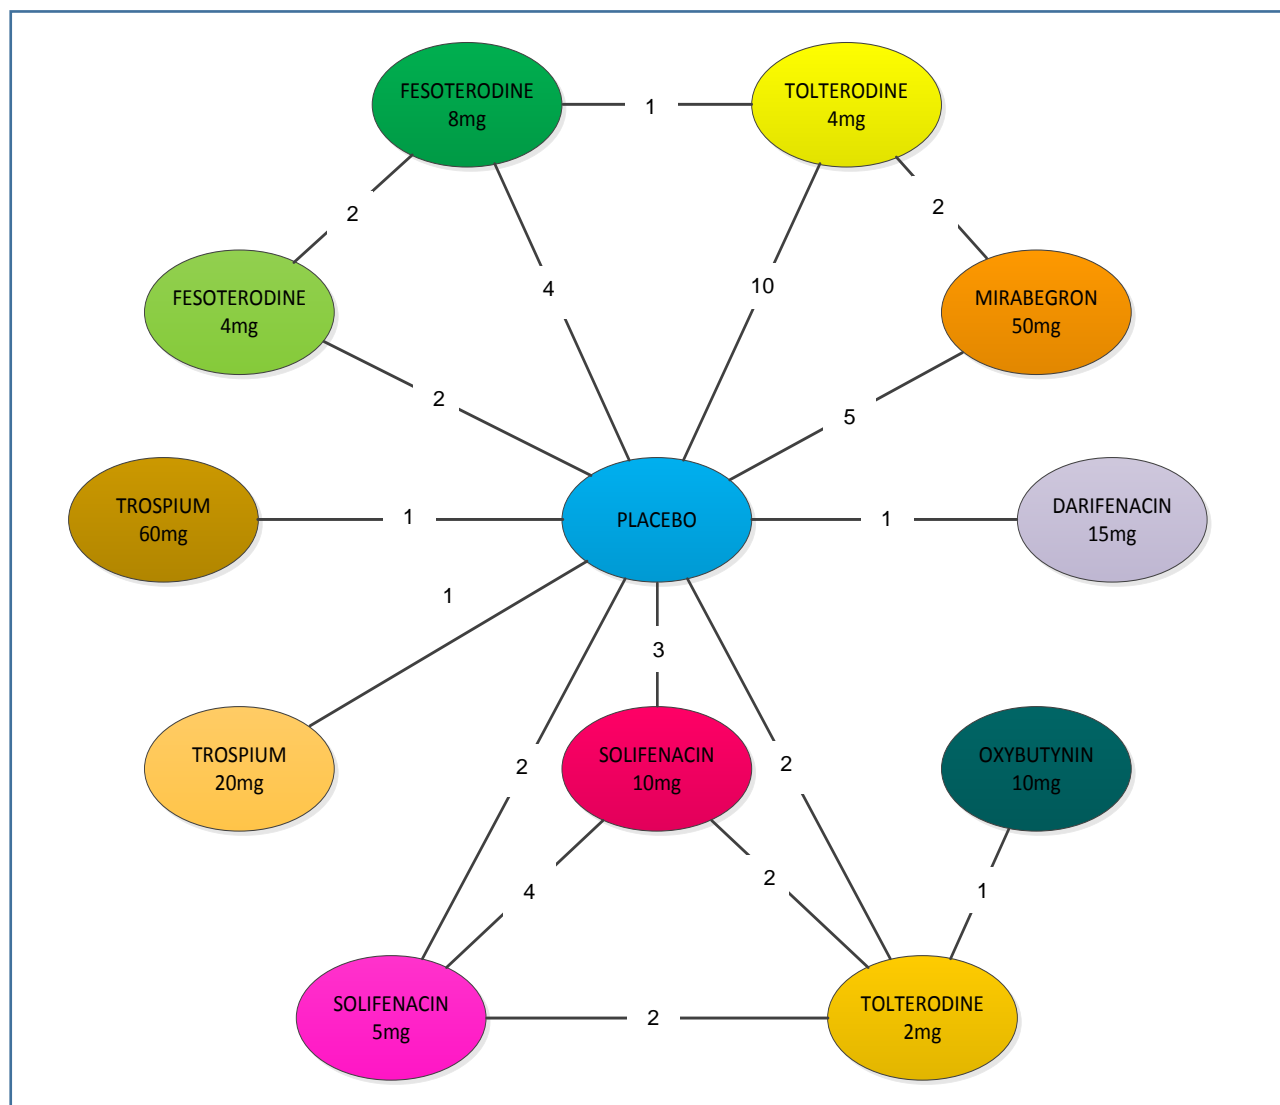 FESOTERODINE
8mg
1
TOLTERODINE
4mg
2
2
FESOTERODINE
4mg
4
10
MIRABEGRON
50mg
2
5
TROSPIUM
60mg
1
PLACEBO
1
DARIFENACIN
15mg
1
3
TROSPIUM
20mg
2
SOLIFENACIN
10mg
2
OXYBUTYNIN
10mg
4
2
1
SOLIFENACIN
5mg
2
TOLTERODINE
2mg